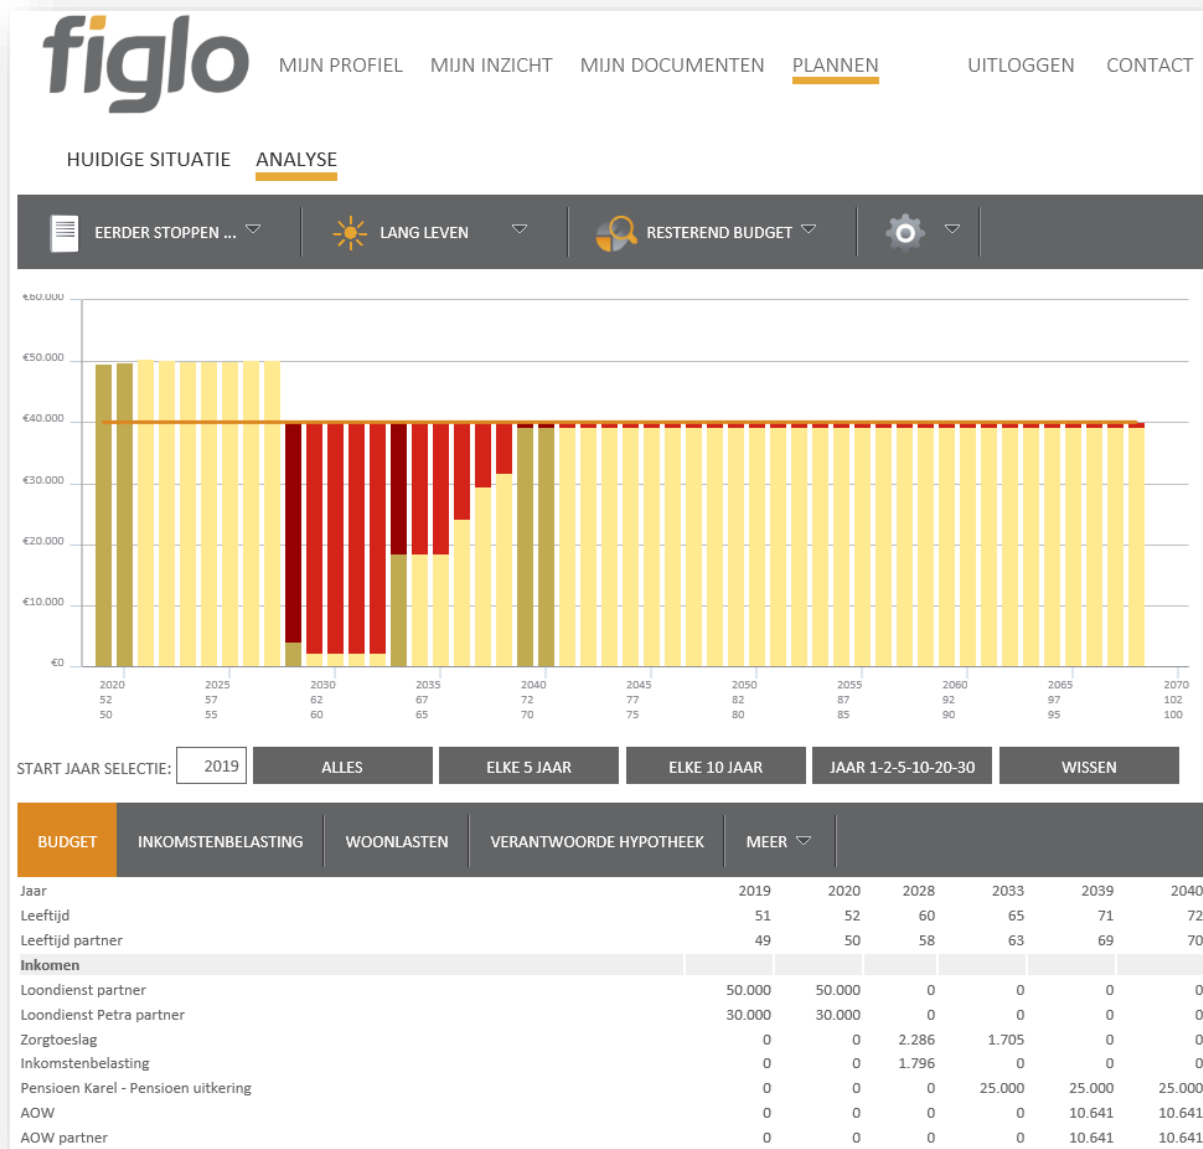 figlo
MIJN PROFIEL MIJN INZICHT MIJN DOCUMENTEN PLANNEN UITLOGGEN CONTACT
HUIDIGE SITUATIE ANALYSE
EERDER STOPPEN ... LANG LEVEN RESTEREND BUDGET
€60.000
€50.000
€40.000
€30.000
€20.000
€10.000
€0
2020 2025 2030 2035 2040 2045 2050 2055 2060 2065 2070
52 57 62 67 72 77 82 87 92 97 102
50 55 60 65 70 75 80 85 90 95 100
START JAAR SELECTIE: 2019 ALLES ELKE 5 JAAR ELKE 10 JAAR JAAR 1-2-5-10-20-30 WISSEN
BUDGET INKOMSTENBELASTING WOONLASTEN VERANTWOORDE HYPOTHEEK MEER
Jaar 2019 2020 2028 2033 2039 2040
Leeftijd 51 52 60 65 71 72
Leeftijd partner 49 50 58 63 69 70
Inkomen
Loondienst partner 50.000 50.000 0 0 0 0
Loondienst Petra partner 30.000 30.000 0 0 0 0
Zorgtoeslag 0 0 2.286 1.705 0 0
Inkomstenbelasting 0 0 1.796 0 0 0
Pensioen Karel - Pensioen uitkering 0 0 0 25.000 25.000 25.000
AOW 0 0 0 0 10.641 10.641
AOW partner 0 0 0 0 10.641 10.641